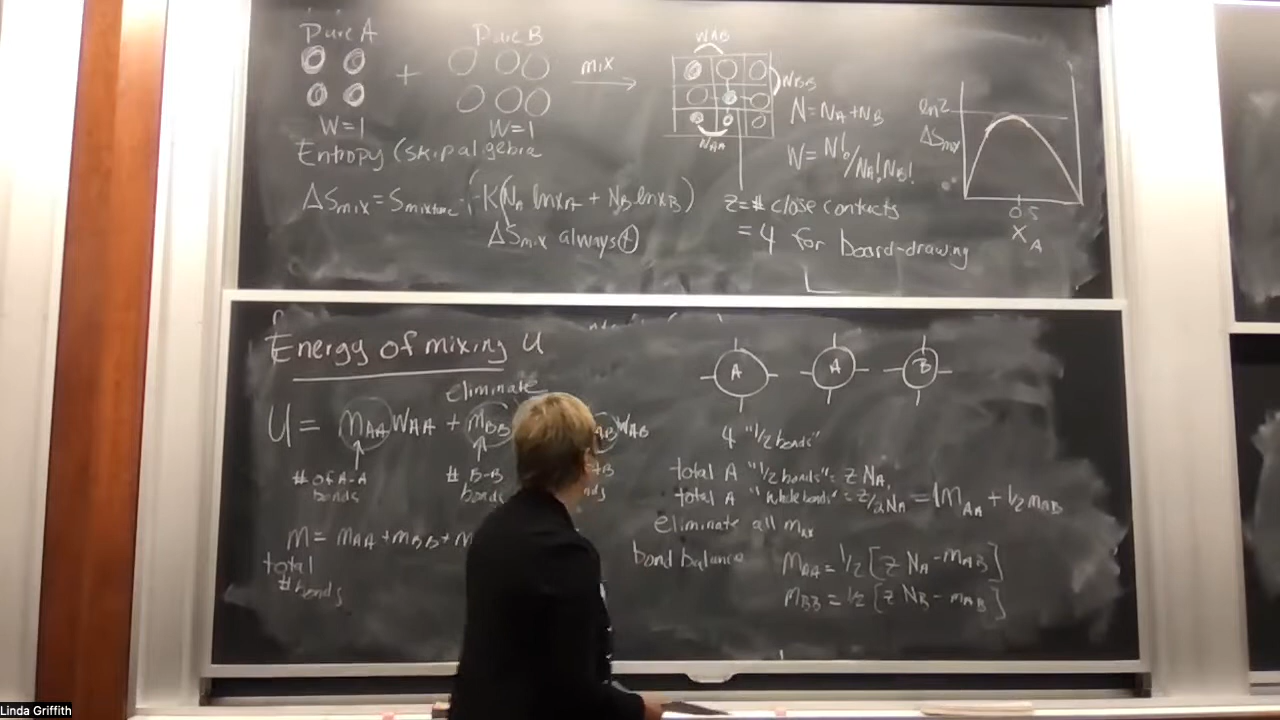 Pure A
Pure B
+
mix
W=1
W=1
Entropy (skip algebra
ΔSmix = Smixture - (-k(NA lnxA + NB lnxB)
ΔSmix always (+)
WAB
WBB
WAA
N = NA + NB
W = N!/NA!NB!
z = # close contacts
= 4 for board-drawing
ln2
ΔSmix
0.5
XA
Energy of mixing U
eliminate
U = mAA WAA + mBB WAB
# of A-A bonds
# B-B bonds
m = mAA + mBB + m
total
# bonds
A
A
B
4 "1/2 bonds"
total A "1/2 bonds" = z NA
total A "whole bonds" = z/2 NA = 1mAA + 1/2 mAB
eliminate all mxx
bond balance
mAA = 1/2 [z NA - mAB]
mBB = 1/2 [z NB - mAB]
Linda Griffith